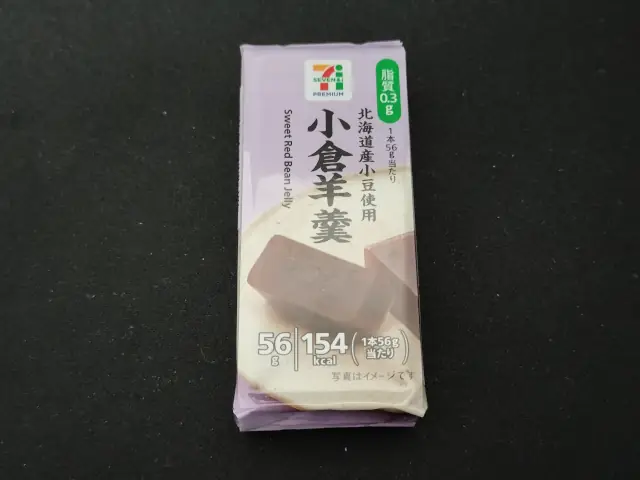 SEVEN&i
PREMIUM
脂質
0.3g
1本56g当たり
北海道産小豆使用
小倉羊羹
Sweet Red Bean Jelly
56g
154kcal
(1本56g当たり)
写真はイメージです